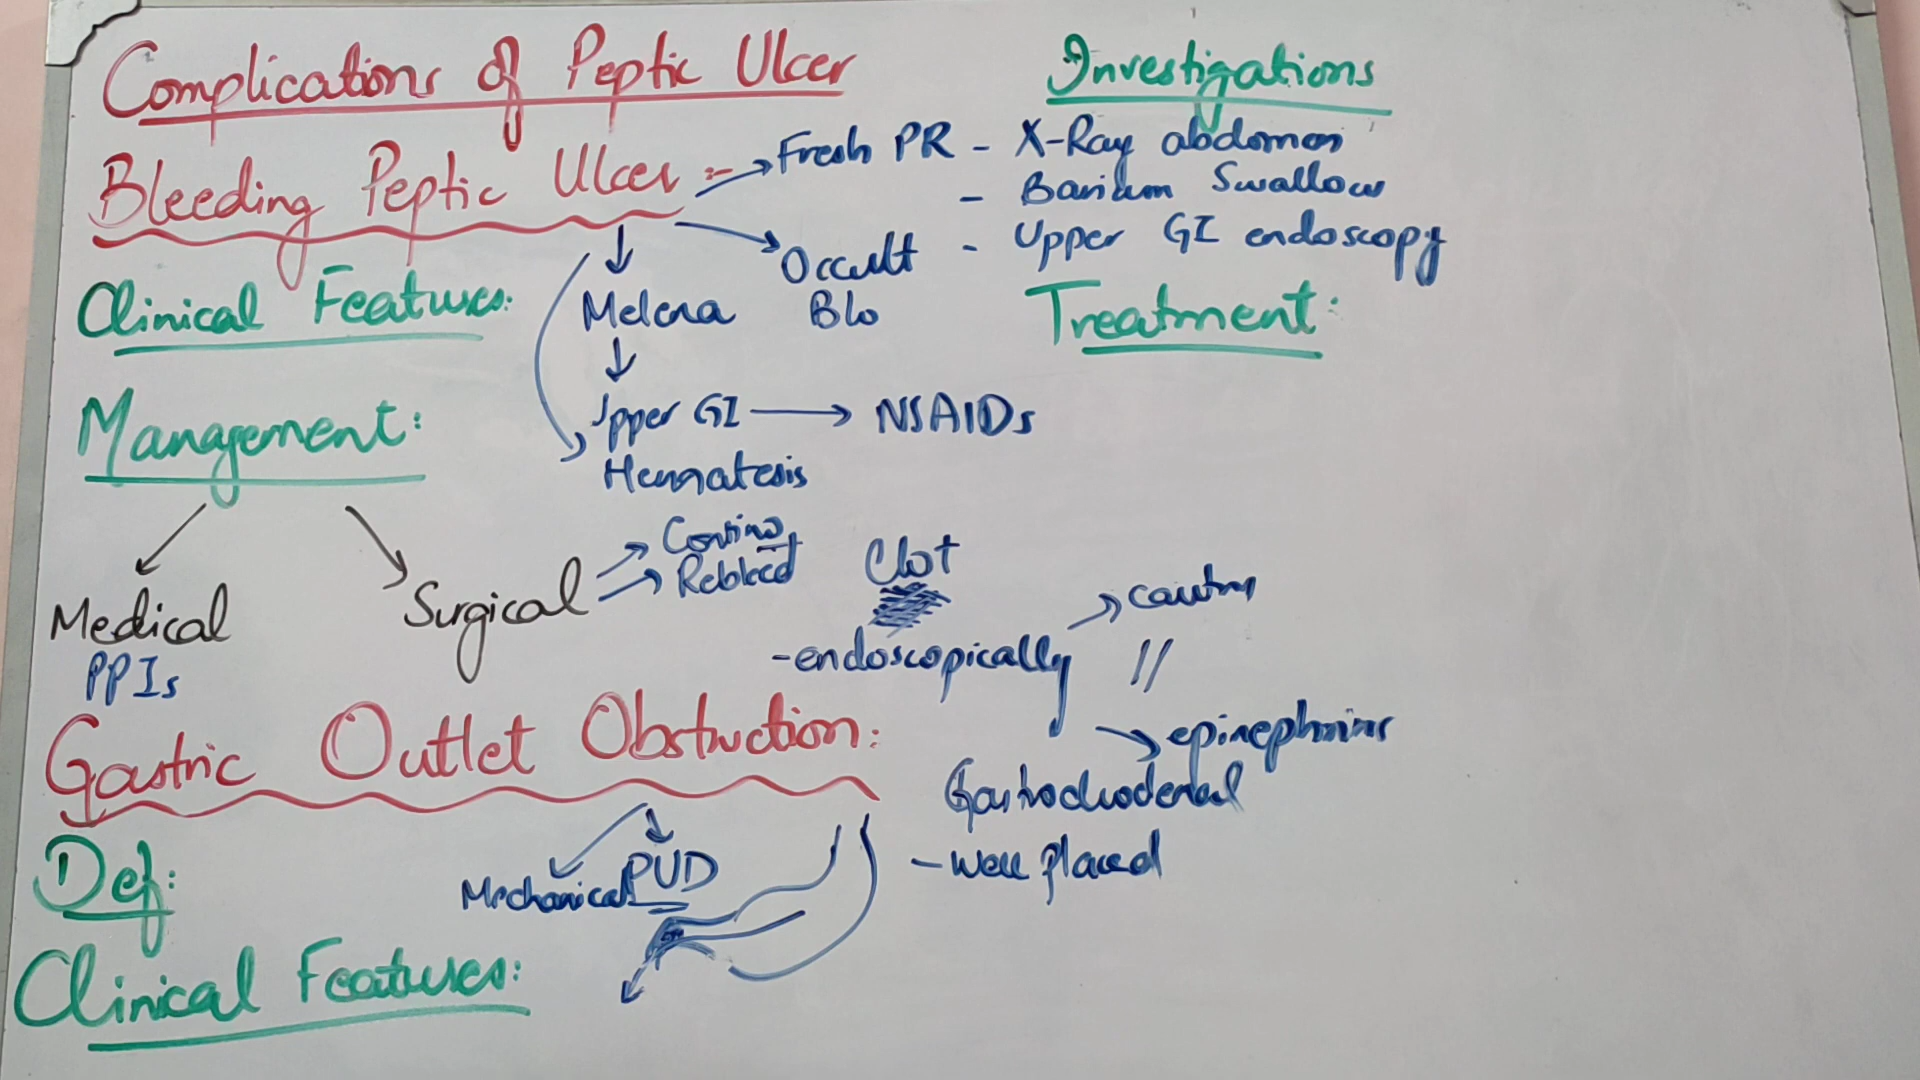 Complications of Peptic Ulcer
Bleeding Peptic Ulcer :-
Fresh PR
Occult
Blo
Melena
Upper GI → NSAIDs
Hematesis
Clinical Features:
Management:
Medical
PPIs
Surgical
Rebleed
Clot
-endoscopically
epinephrine
Gastroduodenal
- Well placed
Gastric Outlet Obstruction:
Mechanical
PUD
Def:
Clinical Features:
Investigations
- X-Ray abdomen
- Barium Swallow
- Upper GI endoscopy
Treatment: